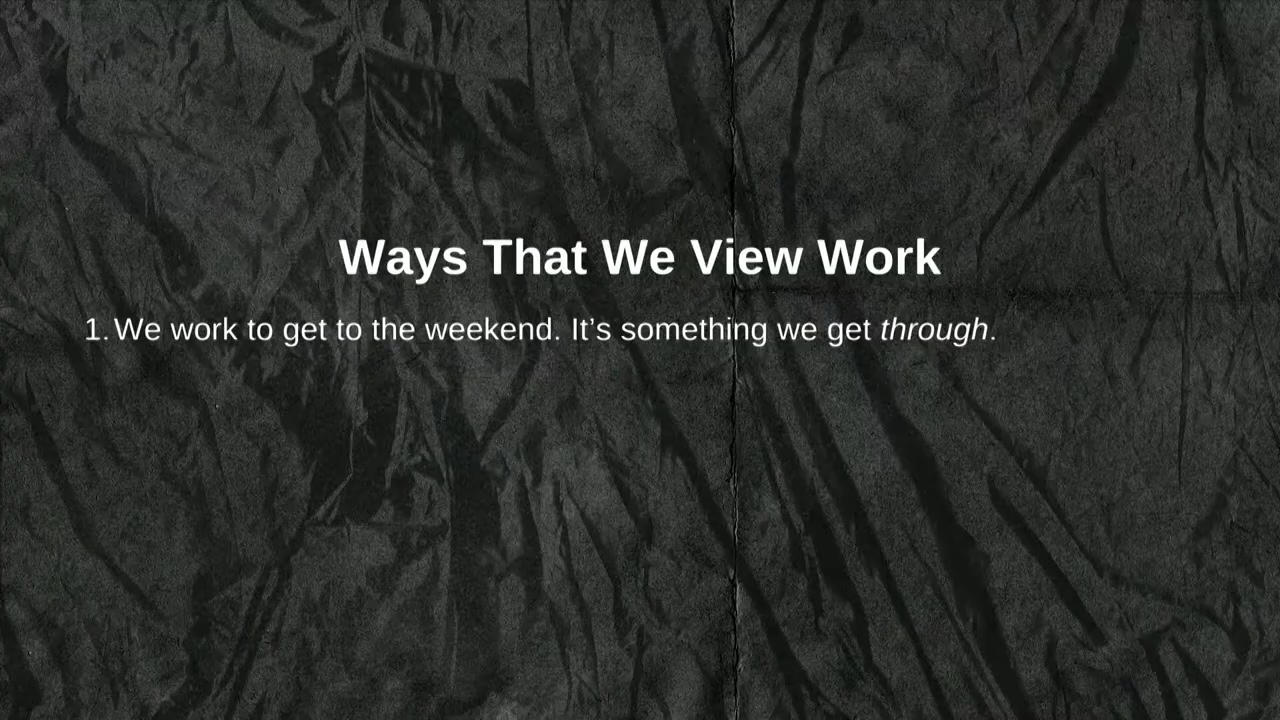 Ways That We View Work
1. We work to get to the weekend. It’s something we get through.